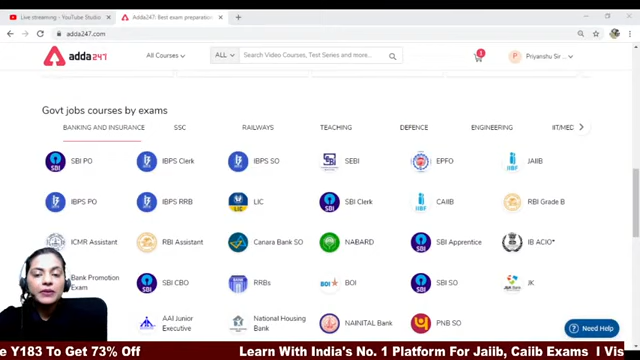 Live streaming - YouTube Studio
Adda247: Best exam preparation
adda247.com
adda247
All Courses
ALL
Search Video Courses, Test Series and more...
1
P
Priyanshu Sir ..
Govt jobs courses by exams
BANKING AND INSURANCE SSC RAILWAYS TEACHING DEFENCE ENGINEERING IIT/MED
SBI PO IBPS Clerk IBPS SO SEBI EPFO JAIIB
IBPS PO IBPS RRB LIC SBI Clerk CAIIB RBI Grade B
ICMR Assistant RBI Assistant Canara Bank SO NABARD SBI Apprentice IB ACIO*
Bank Promotion
Exam
SBI CBO RRBs BOI SBI SO JK
AAI Junior
Executive
National Housing
Bank
NAINITAL Bank PNB SO
Need Help
e Y183 To Get 73% Off Learn With India's No. 1 Platform For Jaiib, Caiib Exams I Vis